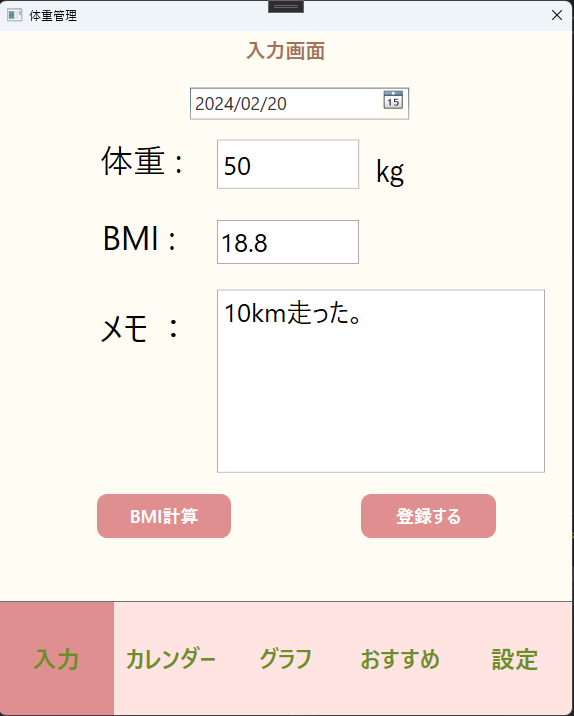 体重管理
入力画面
2024/02/20 15
体重 : 50 kg
BMI : 18.8
メモ : 10km走った。
BMI計算 登録する
入力 カレンダー グラフ おすすめ 設定